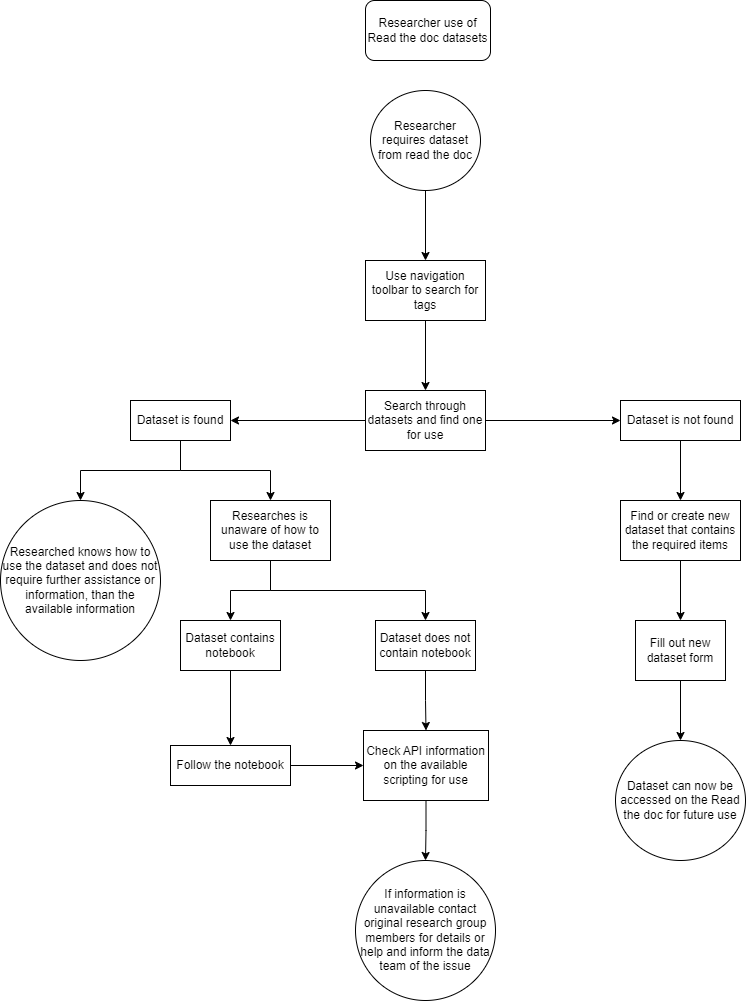 Researcher use of
Read the doc datasets
Researcher
requires dataset
from read the doc
Use navigation
toolbar to search for
tags
Dataset is found
Search through
datasets and find one
for use
Dataset is not found
Researched knows how to
use the dataset and does not
require further assistance or
information, than the
available information
Researches is
unaware of how to
use the dataset
Find or create new
dataset that contains
the required items
Dataset contains
notebook
Dataset does not
contain notebook
Fill out new
dataset form
Follow the notebook
Check API information
on the available
scripting for use
Dataset can now be
accessed on the Read
the doc for future use
If information is
unavailable contact
original research group
members for details or
help and inform the data
team of the issue